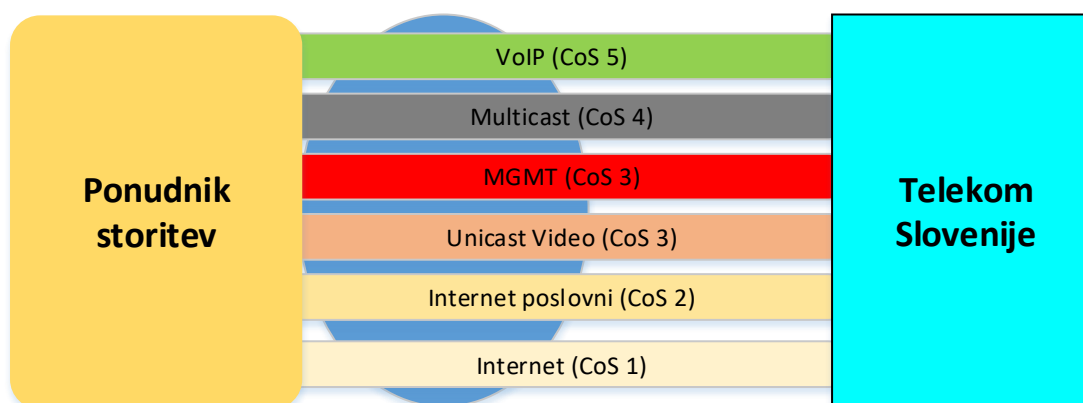 Ponudnik
storitev
VoIP (CoS 5)
Multicast (CoS 4)
MGMT (CoS 3)
Unicast Video (CoS 3)
Internet poslovni (CoS 2)
Internet (CoS 1)
Telekom
Slovenije